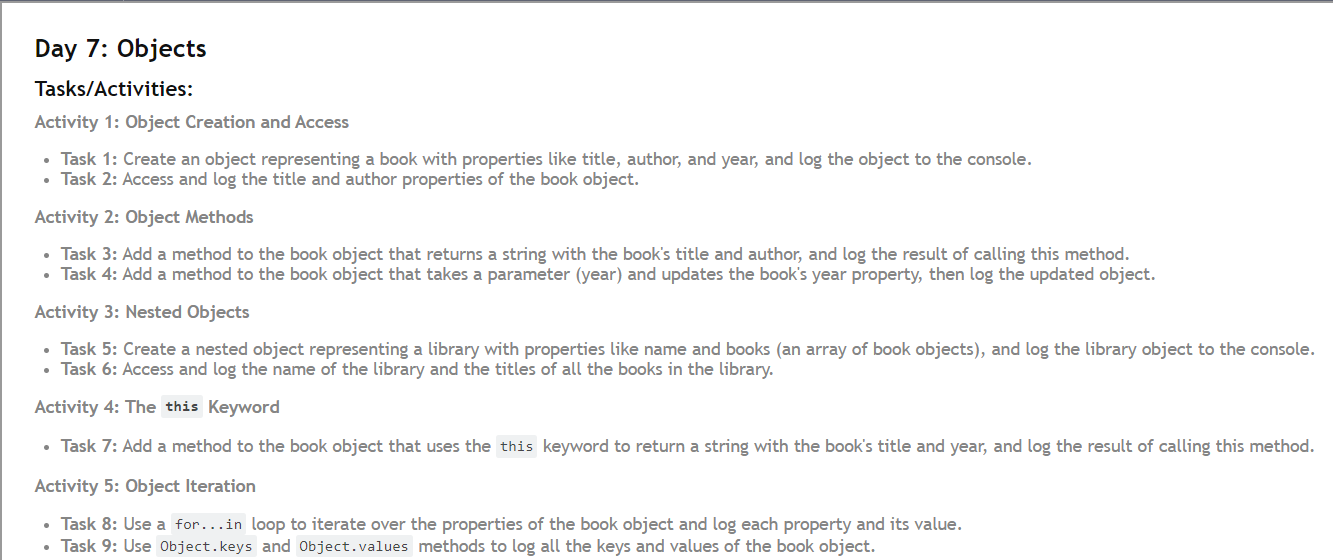 Day 7: Objects
Tasks/Activities:
Activity 1: Object Creation and Access
• Task 1: Create an object representing a book with properties like title, author, and year, and log the object to the console.
• Task 2: Access and log the title and author properties of the book object.
Activity 2: Object Methods
• Task 3: Add a method to the book object that returns a string with the book's title and author, and log the result of calling this method.
• Task 4: Add a method to the book object that takes a parameter (year) and updates the book's year property, then log the updated object.
Activity 3: Nested Objects
• Task 5: Create a nested object representing a library with properties like name and books (an array of book objects), and log the library object to the console.
• Task 6: Access and log the name of the library and the titles of all the books in the library.
Activity 4: The this Keyword
• Task 7: Add a method to the book object that uses the this keyword to return a string with the book's title and year, and log the result of calling this method.
Activity 5: Object Iteration
• Task 8: Use a for...in loop to iterate over the properties of the book object and log each property and its value.
• Task 9: Use Object.keys and Object.values methods to log all the keys and values of the book object.